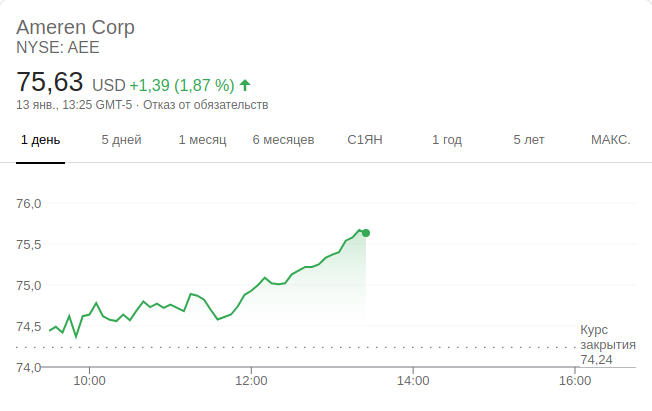 Ameren Corp
NYSE: AEE
75,63 USD +1,39 (1,87 %)
13 янв., 13:25 GMT-5 · Отказ от обязательств
1 день 5 дней 1 месяц 6 месяцев С1ЯН 1 год 5 лет МАКС.
76,0
75,5
75,0
74,5
Курс
закрытия
74,24
74,0
10:00 12:00 14:00 16:00